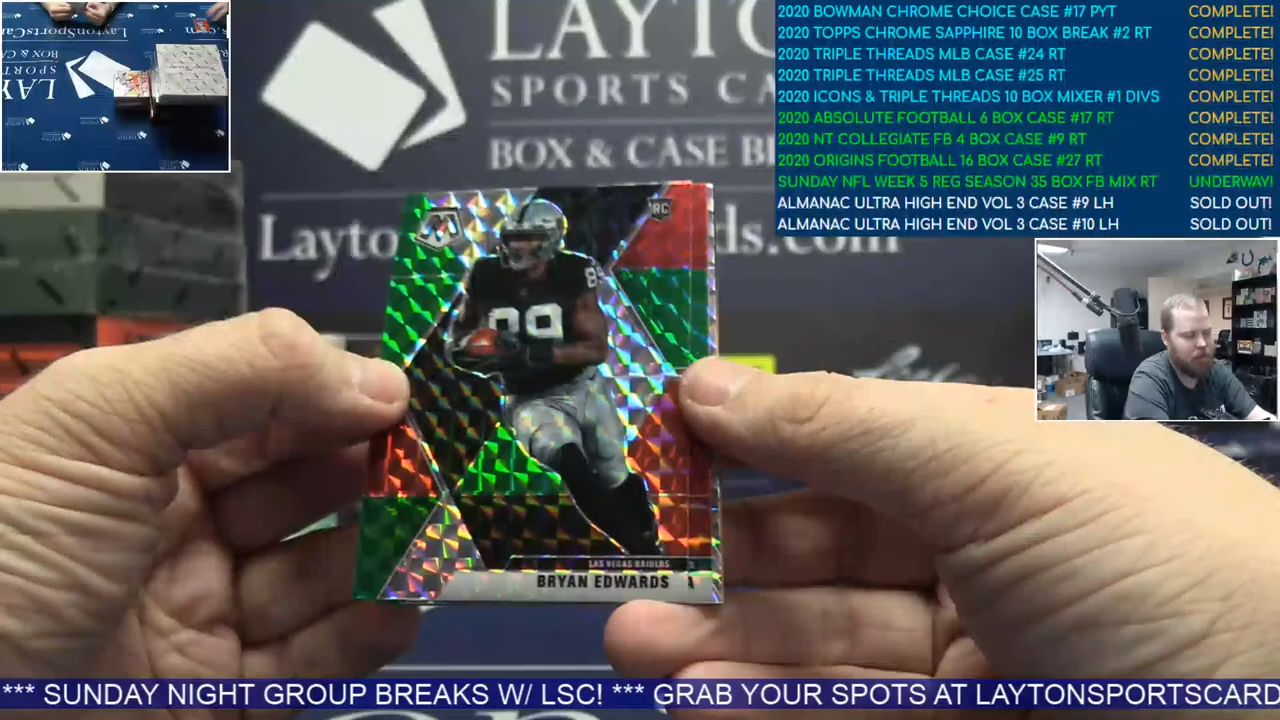 2020 BOWMAN CHROME CHOICE CASE #17 PYT COMPLETE!
2020 TOPPS CHROME SAPPHIRE 10 BOX BREAK #2 RT COMPLETE!
2020 TRIPLE THREADS MLB CASE #24 RT COMPLETE!
2020 TRIPLE THREADS MLB CASE #25 RT COMPLETE!
2020 ICONS & TRIPLE THREADS 10 BOX MIXER #1 DIVS COMPLETE!
2020 ABSOLUTE FOOTBALL 6 BOX CASE #17 RT COMPLETE!
2020 NT COLLEGIATE FB 4 BOX CASE #9 RT COMPLETE!
2020 ORIGINS FOOTBALL 16 BOX CASE #27 RT COMPLETE!
SUNDAY NFL WEEK 5 REG SEASON 35 BOX FB MIX RT UNDERWAY!
ALMANAC ULTRA HIGH END VOL 3 CASE #9 LH SOLD OUT!
ALMANAC ULTRA HIGH END VOL 3 CASE #10 LH SOLD OUT!
LAYTO
SPORTS CA
BOX & CASE B
Layto ds.com
RC
89
LAS VEGAS RAIDERS
BRYAN EDWARDS
*** SUNDAY NIGHT GROUP BREAKS W/ LSC! *** GRAB YOUR SPOTS AT LAYTONSPORTSCARD